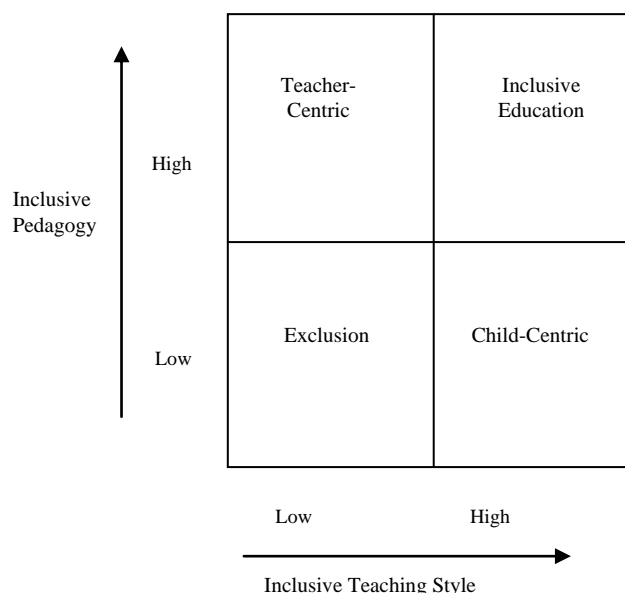 Teacher-
Centric
Inclusive
Education
High
Inclusive
Pedagogy
Exclusion
Child-Centric
Low
Low
High
Inclusive Teaching Style